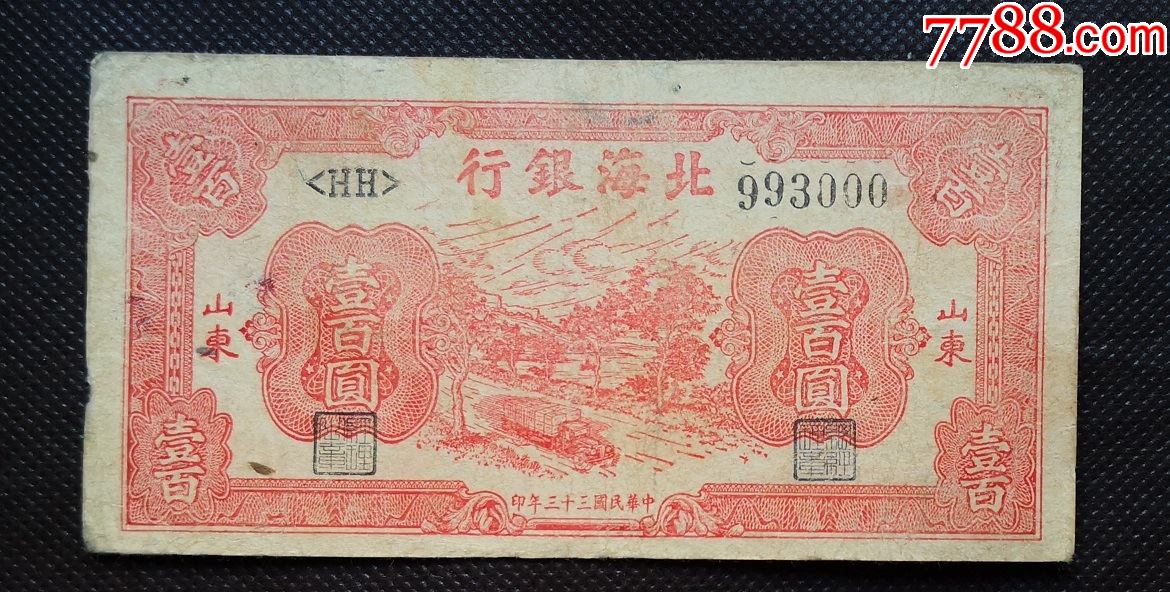 7788.com
行銀海北
<HH>
993000
壹百
壹百
壹百圓
壹百圓
山東
山東
壹百
壹百
印年三十三國民華中